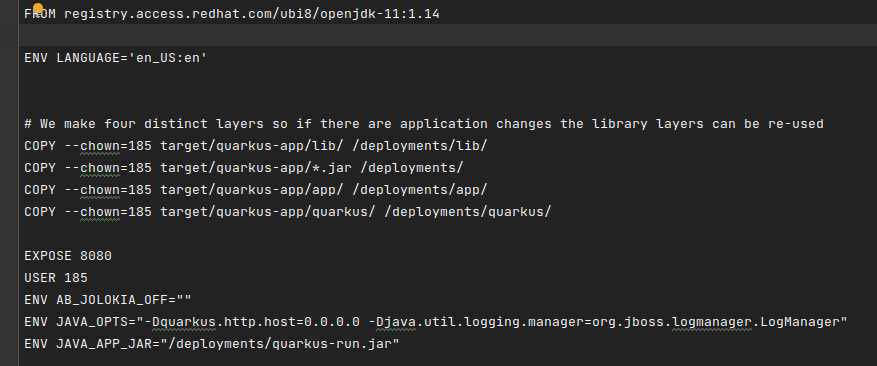 FROM registry.access.redhat.com/ubi8/openjdk-11:1.14
ENV LANGUAGE='en_US:en'
# We make four distinct layers so if there are application changes the library layers can be re-used
COPY --chown=185 target/quarkus-app/lib/ /deployments/lib/
COPY --chown=185 target/quarkus-app/*.jar /deployments/
COPY --chown=185 target/quarkus-app/app/ /deployments/app/
COPY --chown=185 target/quarkus-app/quarkus/ /deployments/quarkus/
EXPOSE 8080
USER 185
ENV AB_JOLOKIA_OFF=""
ENV JAVA_OPTS="-Dquarkus.http.host=0.0.0.0 -Djava.util.logging.manager=org.jboss.logmanager.LogManager"
ENV JAVA_APP_JAR="/deployments/quarkus-run.jar"